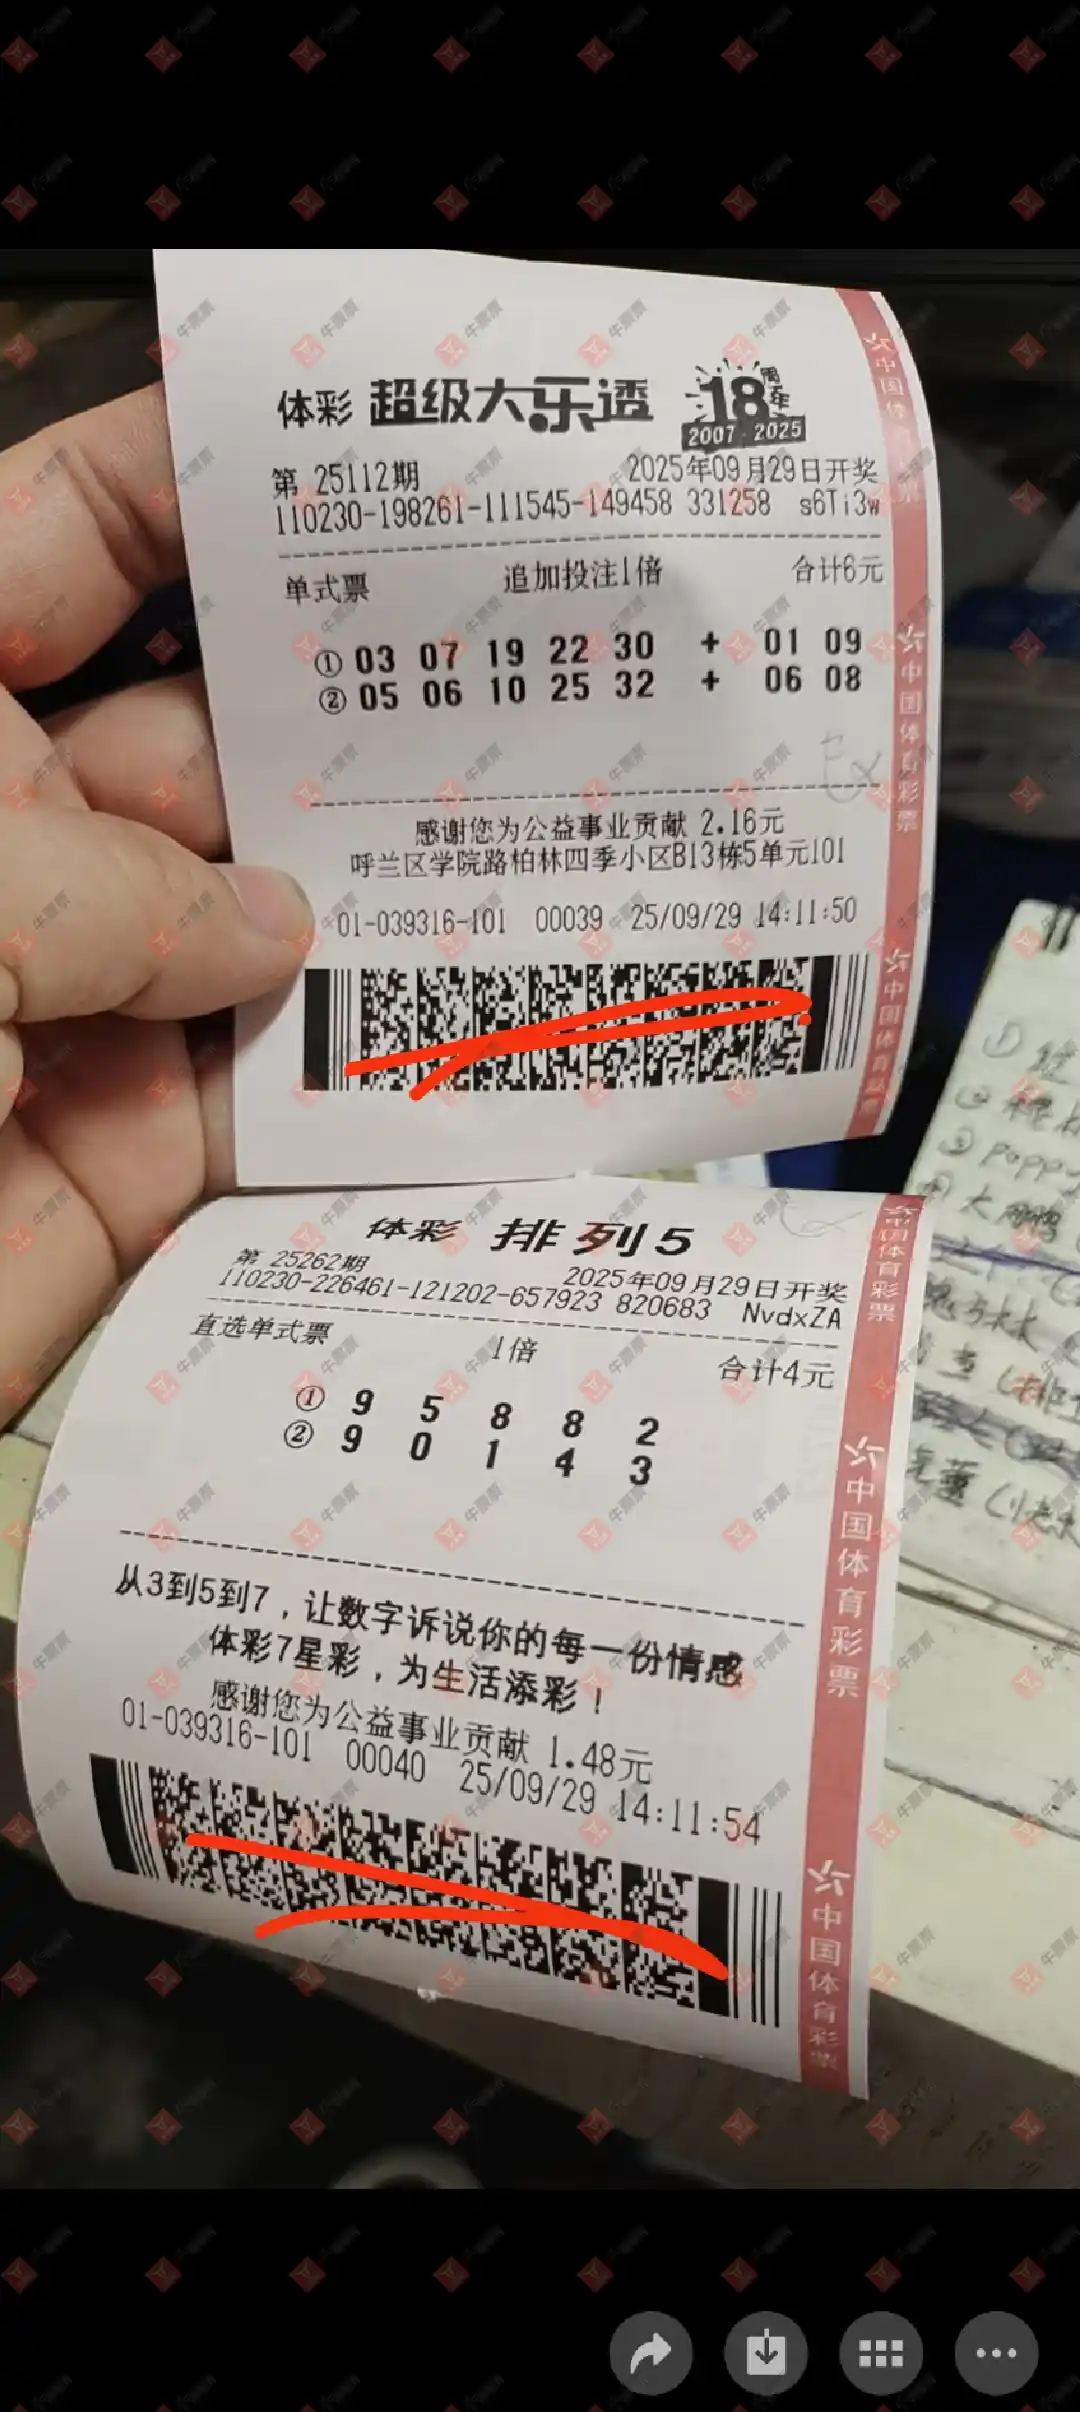 体彩 超级大乐透 18周年
2007-2025
第 25112期 2025年09月29日开奖
110230-198261-111545-149458 331258 s6Ti3w
单式票 追加投注1倍 合计6元
① 03 07 19 22 30 + 01 09
② 05 06 10 25 32 + 06 08
感谢您为公益事业贡献 2.16元
呼兰区学院路柏林四季小区B13栋5单元101
01-039316-101 00039 25/09/29 14:11:50
中国体育彩票
体彩 排列5
第 25262期 2025年09月29日开奖
110230-226461-121202-657923 820683 NvdxZA
直选单式票 1倍 合计4元
① 9 5 8 8 2
② 9 0 1 4 3
从3到5到7，让数字诉说你的每一份情感
体彩7星彩，为生活添彩！
感谢您为公益事业贡献 1.48元
01-039316-101 00040 25/09/29 14:11:54
中国体育彩票
牛票票